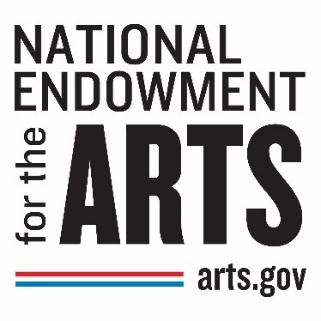 NATIONAL
ENDOWMENT
for the
ARTS
arts.gov